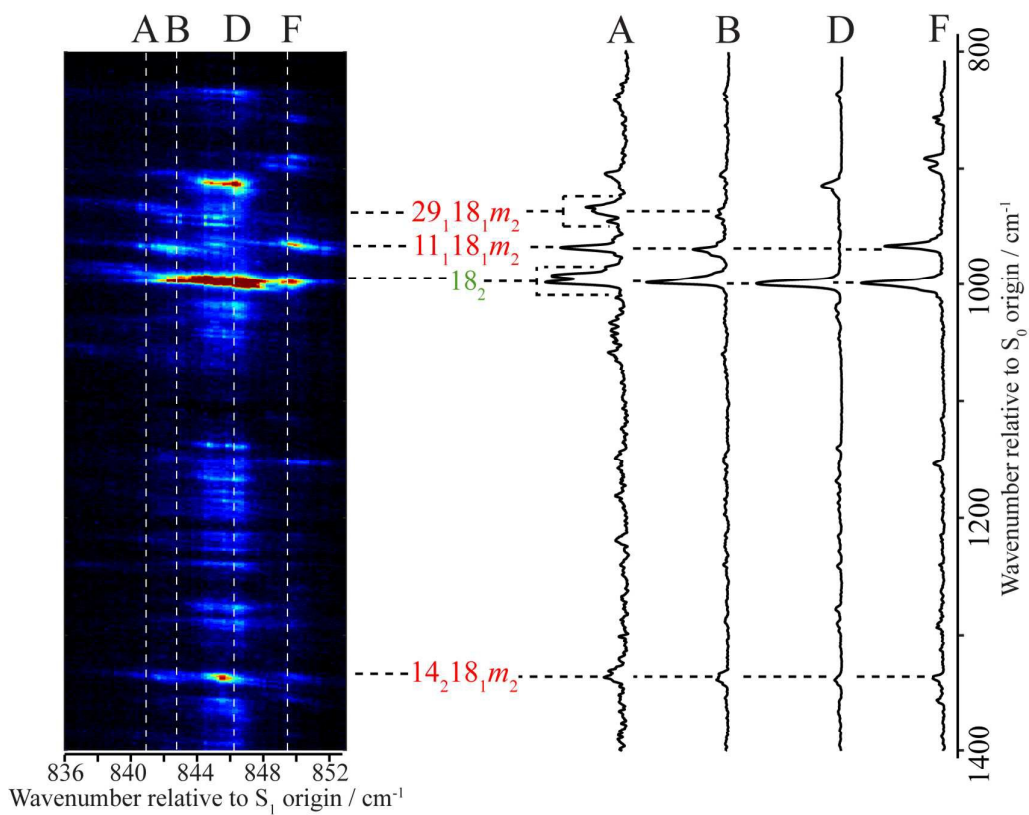 A B D F
A B D F
800
29₁18₁m₂
11₁18₁m₂
18₂
1000
1200
14₂18₁m₂
1400
Wavenumber relative to S₀ origin / cm⁻¹
836 840 844 848 852
Wavenumber relative to S₁ origin / cm⁻¹